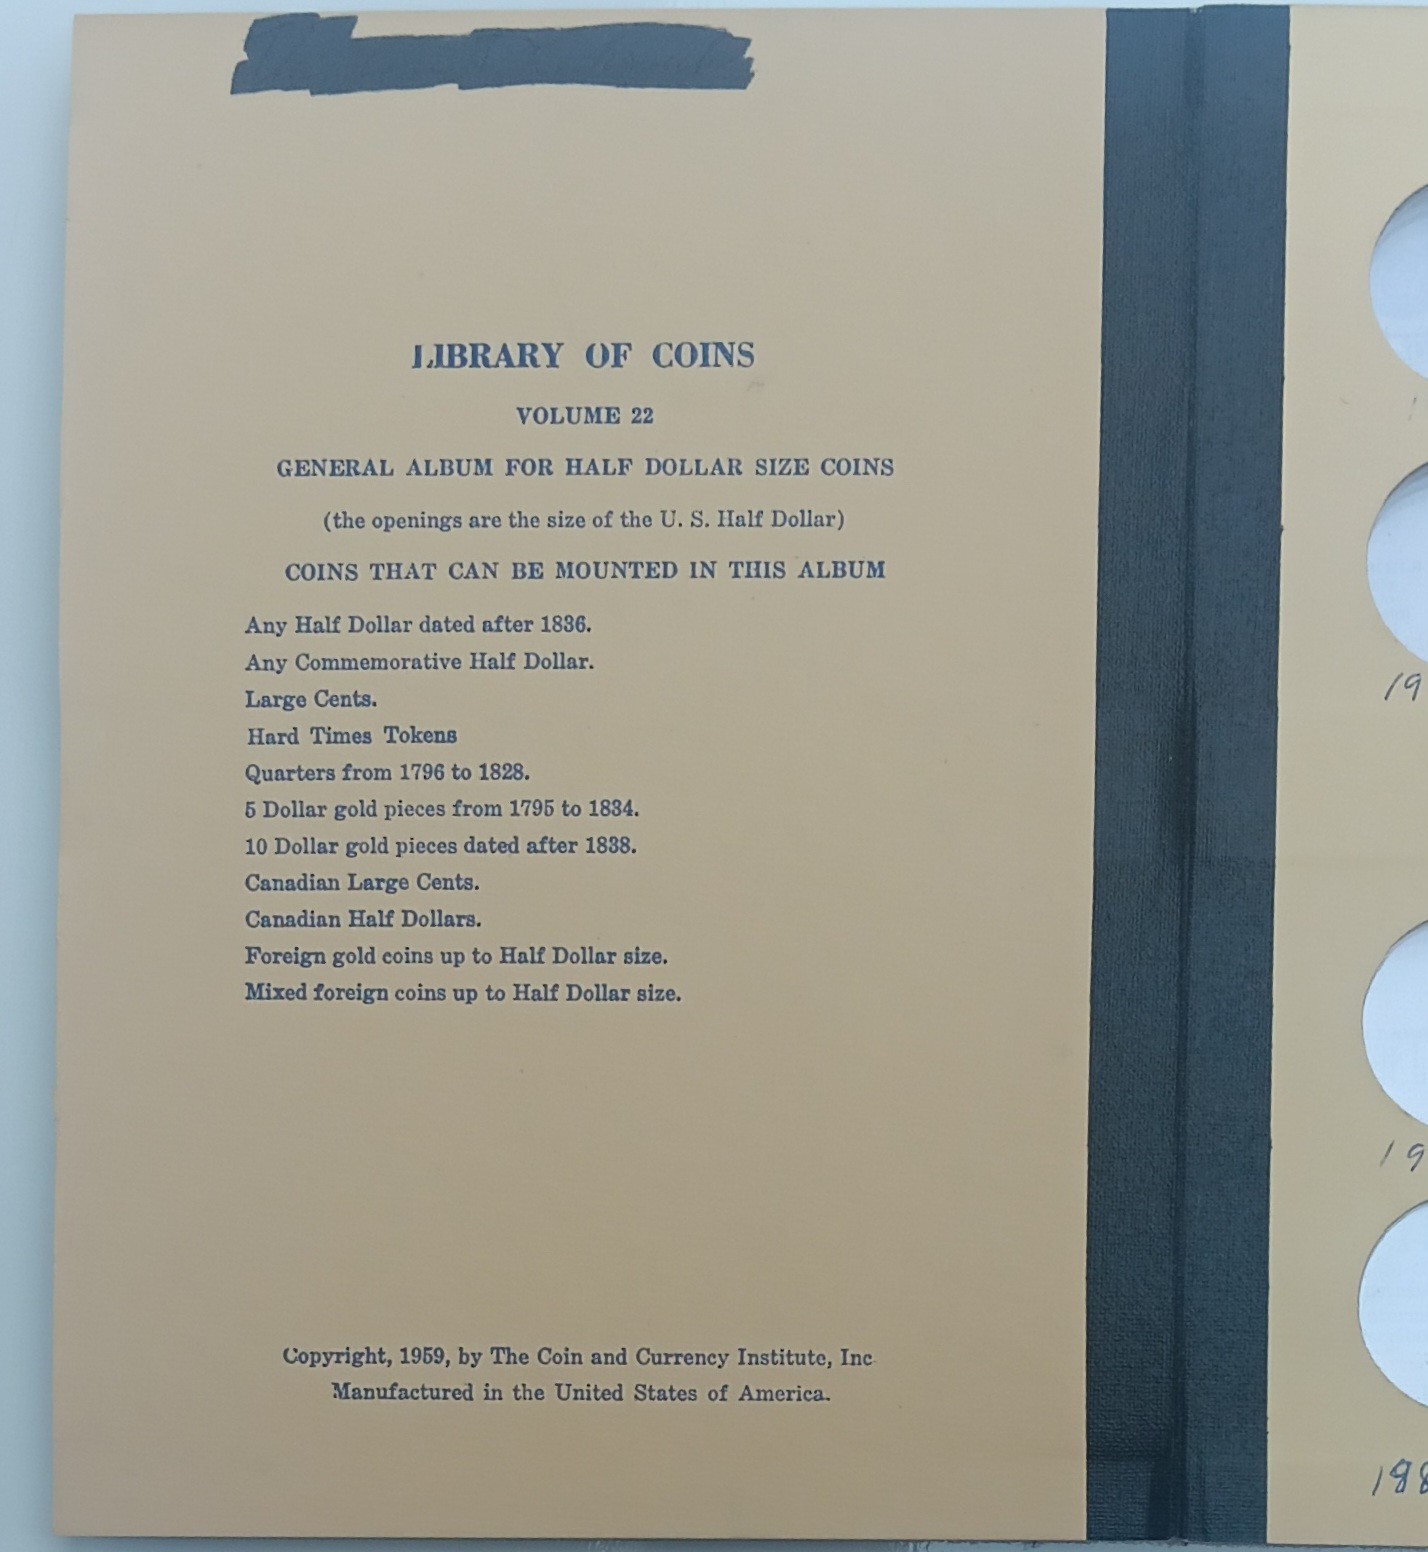 LIBRARY OF COINS
VOLUME 22
GENERAL ALBUM FOR HALF DOLLAR SIZE COINS
(the openings are the size of the U. S. Half Dollar)
COINS THAT CAN BE MOUNTED IN THIS ALBUM
Any Half Dollar dated after 1836.
Any Commemorative Half Dollar.
Large Cents.
Hard Times Tokens
Quarters from 1796 to 1828.
5 Dollar gold pieces from 1795 to 1834.
10 Dollar gold pieces dated after 1838.
Canadian Large Cents.
Canadian Half Dollars.
Foreign gold coins up to Half Dollar size.
Mixed foreign coins up to Half Dollar size.
Copyright, 1959, by The Coin and Currency Institute, Inc
Manufactured in the United States of America.
19
19